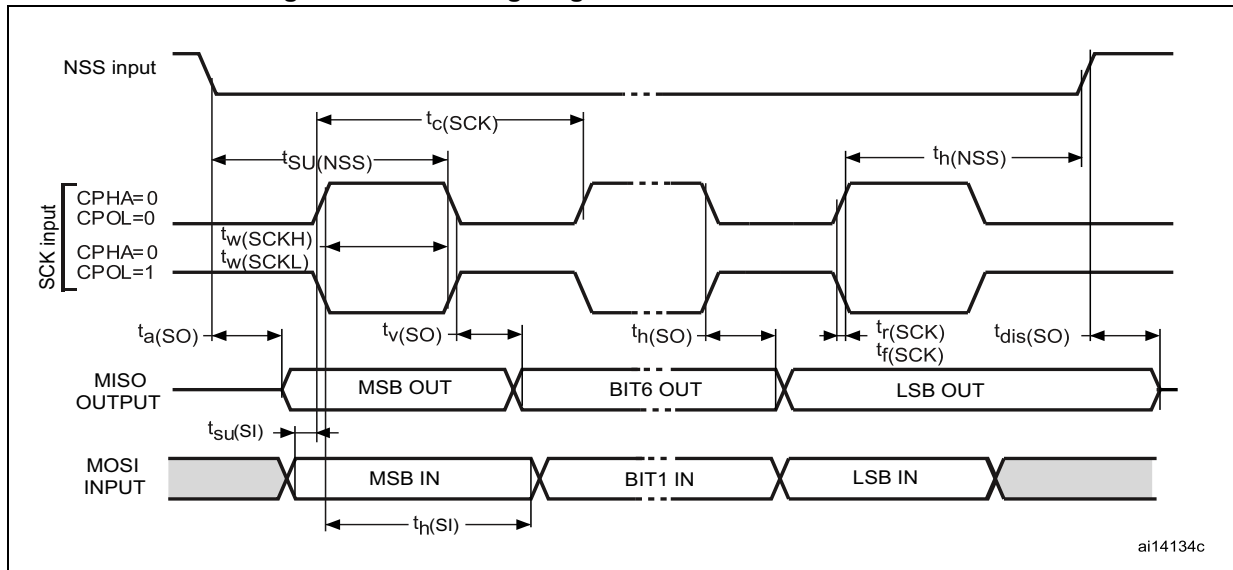 NSS input
tc(SCK)
tSU(NSS)
th(NSS)
SCK input
CPHA=0
CPOL=0
CPHA=0
CPOL=1
tw(SCKH)
tw(SCKL)
ta(SO)
tv(SO)
th(SO)
tr(SCK)
tf(SCK)
tdis(SO)
MISO
OUTPUT
MSB OUT
BIT6 OUT
LSB OUT
tsu(SI)
MOSI
INPUT
MSB IN
BIT1 IN
LSB IN
th(SI)
ai14134c